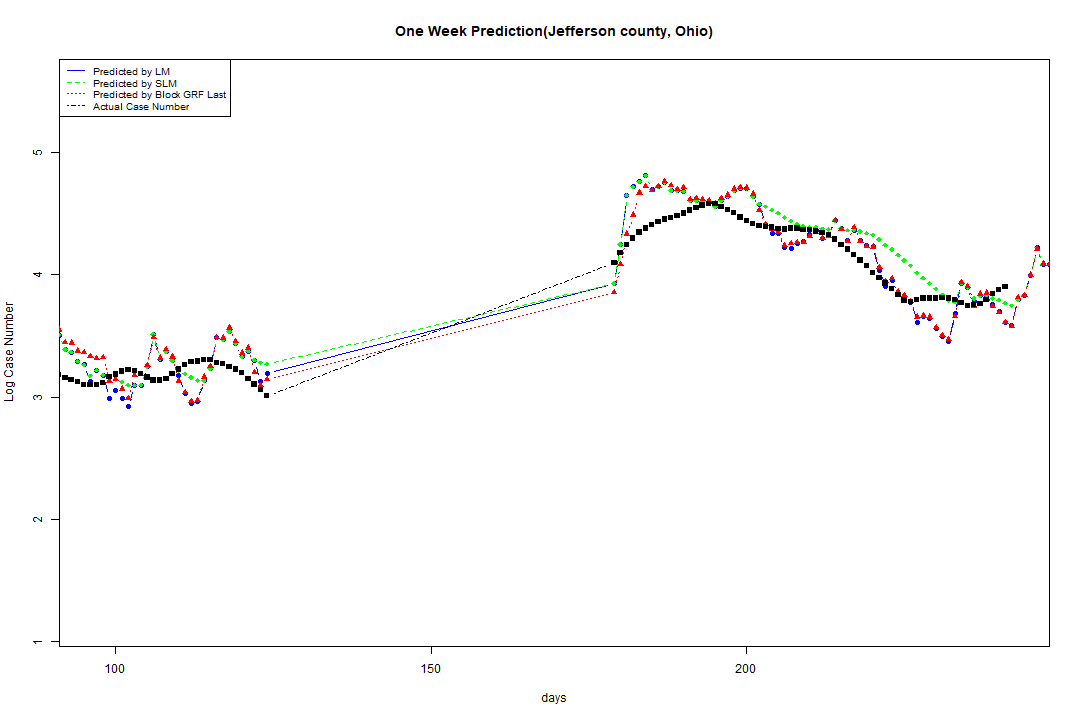 One Week Prediction(Jefferson county, Ohio)
Predicted by LM
Predicted by SLM
Predicted by Block GRF Last
Actual Case Number
5
4
3
2
1
Log Case Number
100 150 200
days